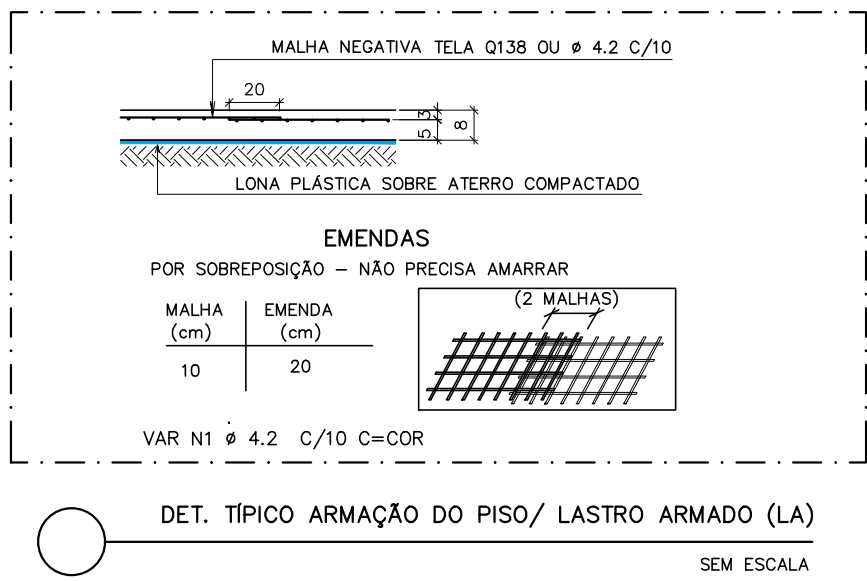 MALHA NEGATIVA TELA Q138 OU ø 4.2 C/10
20
3
5
8
LONA PLÁSTICA SOBRE ATERRO COMPACTADO
EMENDAS
POR SOBREPOSIÇÃO – NÃO PRECISA AMARRAR
MALHA (cm) EMENDA (cm)
10 20
(2 MALHAS)
VAR N1 ø 4.2 C/10 C=COR
DET. TÍPICO ARMAÇÃO DO PISO/ LASTRO ARMADO (LA)
SEM ESCALA